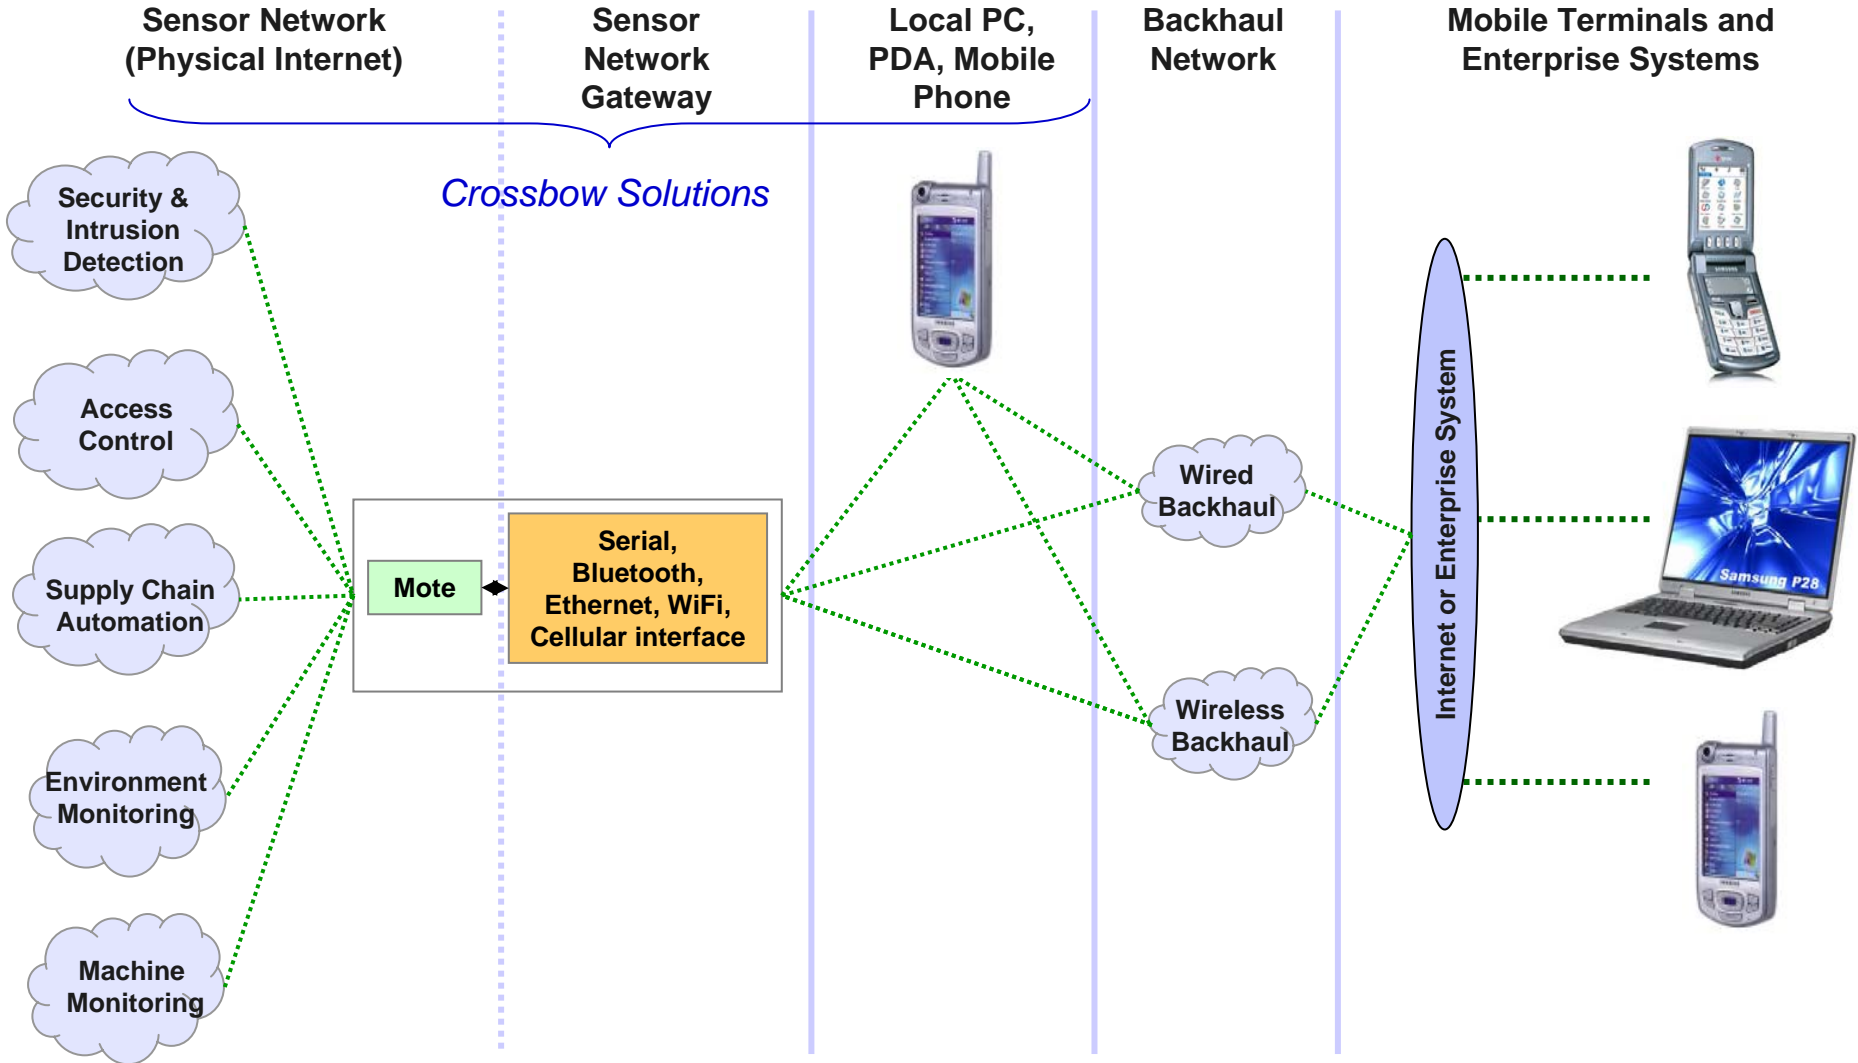 Sensor Network
(Physical Internet)
Sensor
Network
Gateway
Local PC,
PDA, Mobile
Phone
Backhaul
Network
Mobile Terminals and
Enterprise Systems
Crossbow Solutions
Security &
Intrusion
Detection
Access
Control
Supply Chain
Automation
Environment
Monitoring
Machine
Monitoring
Mote
Serial,
Bluetooth,
Ethernet, WiFi,
Cellular interface
Wired
Backhaul
Wireless
Backhaul
Internet or Enterprise System
Samsung P28